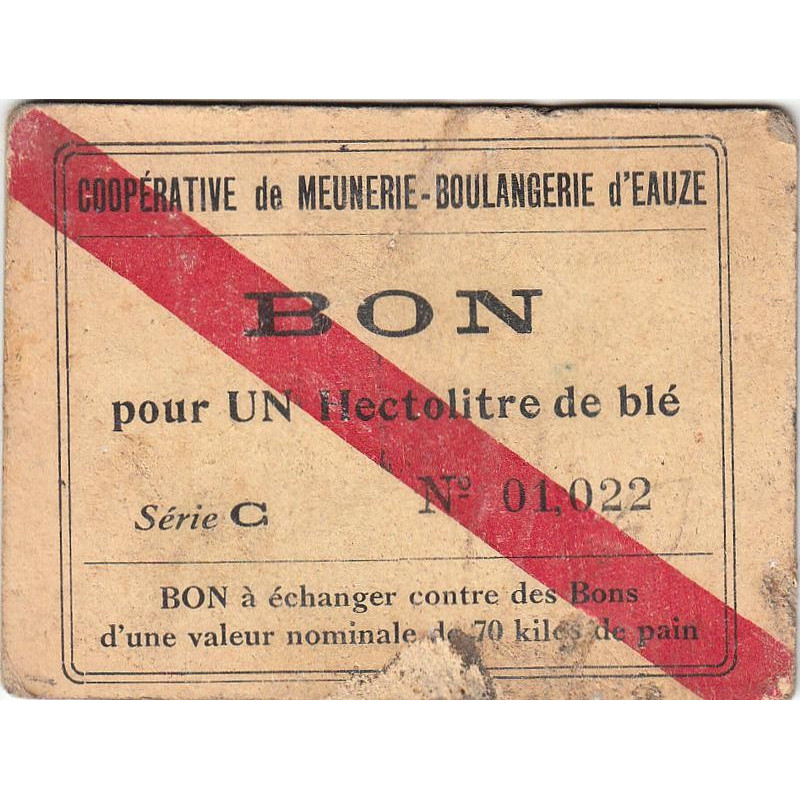 COOPÉRATIVE de MEUNERIE-BOULANGERIE d'EAUZE
BON
pour UN Hectolitre de blé
Série C Nº 01,022
BON à échanger contre des Bons
d'une valeur nominale de 70 kilos de pain